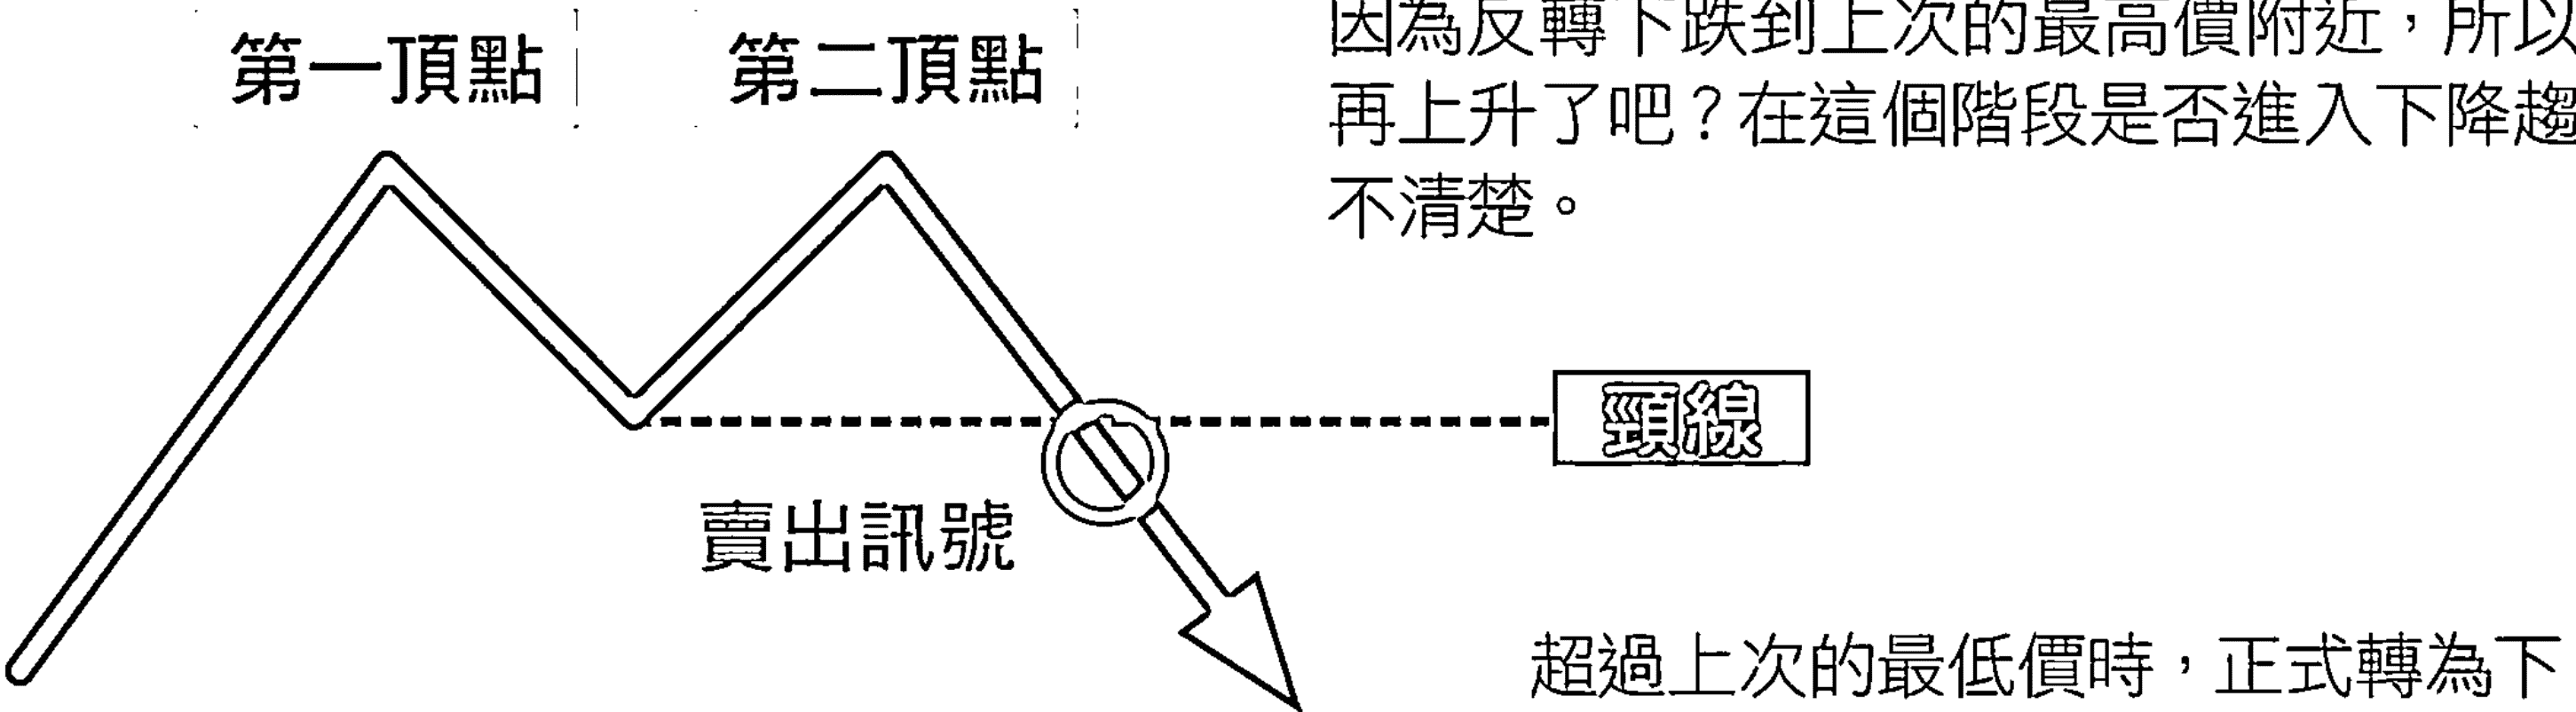 第一頂點
第二頂點
因為反轉下跌到上次的最高價附近，所以
再上升了吧？在這個階段是否進入下降趨
不清楚。
頸線
賣出訊號
超過上次的最低價時，正式轉為下